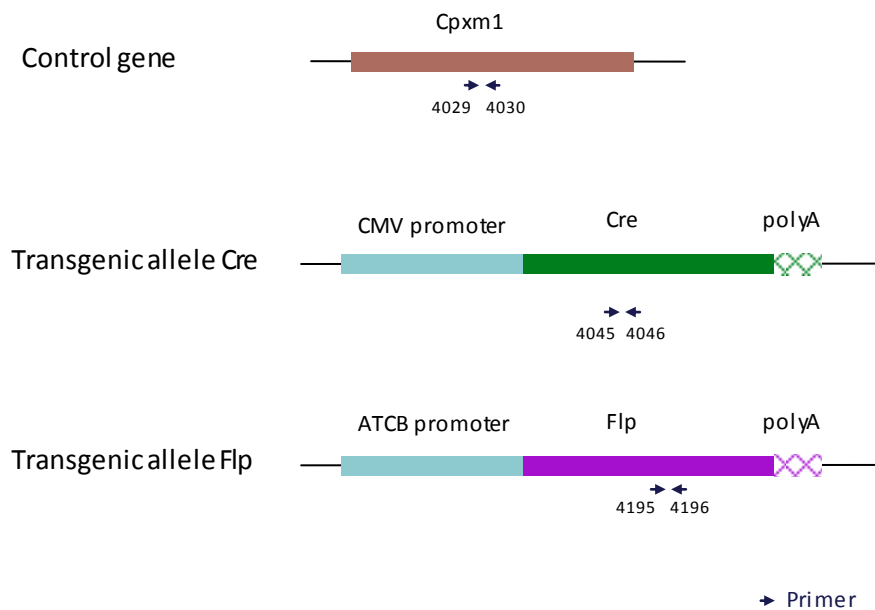 Cpxm1
Control gene
4029 4030
CMV promoter Cre polyA
Transgenic allele Cre
4045 4046
ATCB promoter Flp polyA
Transgenic allele Flp
4195 4196
Primer